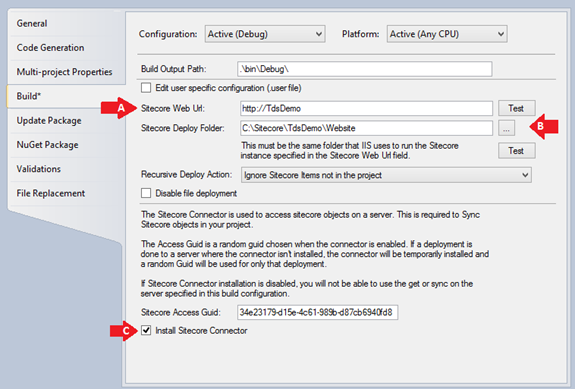 General
Code Generation
Multi-project Properties
Build*
Update Package
NuGet Package
Validations
File Replacement
Configuration: Active (Debug) Platform: Active (Any CPU)
Build Output Path: .\bin\Debug\
Edit user specific configuration (.user file)
A Sitecore Web Url: http://TdsDemo Test
Sitecore Deploy Folder: C:\Sitecore\TdsDemo\Website ... B
This must be the same folder that IIS uses to run the Sitecore
instance specified in the Sitecore Web Url field. Test
Recursive Deploy Action: Ignore Sitecore Items not in the project
Disable file deployment
The Sitecore Connector is used to access sitecore objects on a server. This is required to Sync
Sitecore objects in your project.
The Access Guid is a random guid chosen when the connector is enabled. If a deployment is
done to a server where the connector isn't installed, the connector will be temporarily installed and
a random Guid will be used for only that deployment.
If Sitecore Connector installation is disabled, you will not be able to use the get or sync on the
server specified in this build configuration.
Sitecore Access Guid: 34e23179-d15e-4c61-989b-d87cb6940fd8
C Install Sitecore Connector